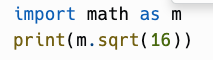 import math as m
print(m.sqrt(16))